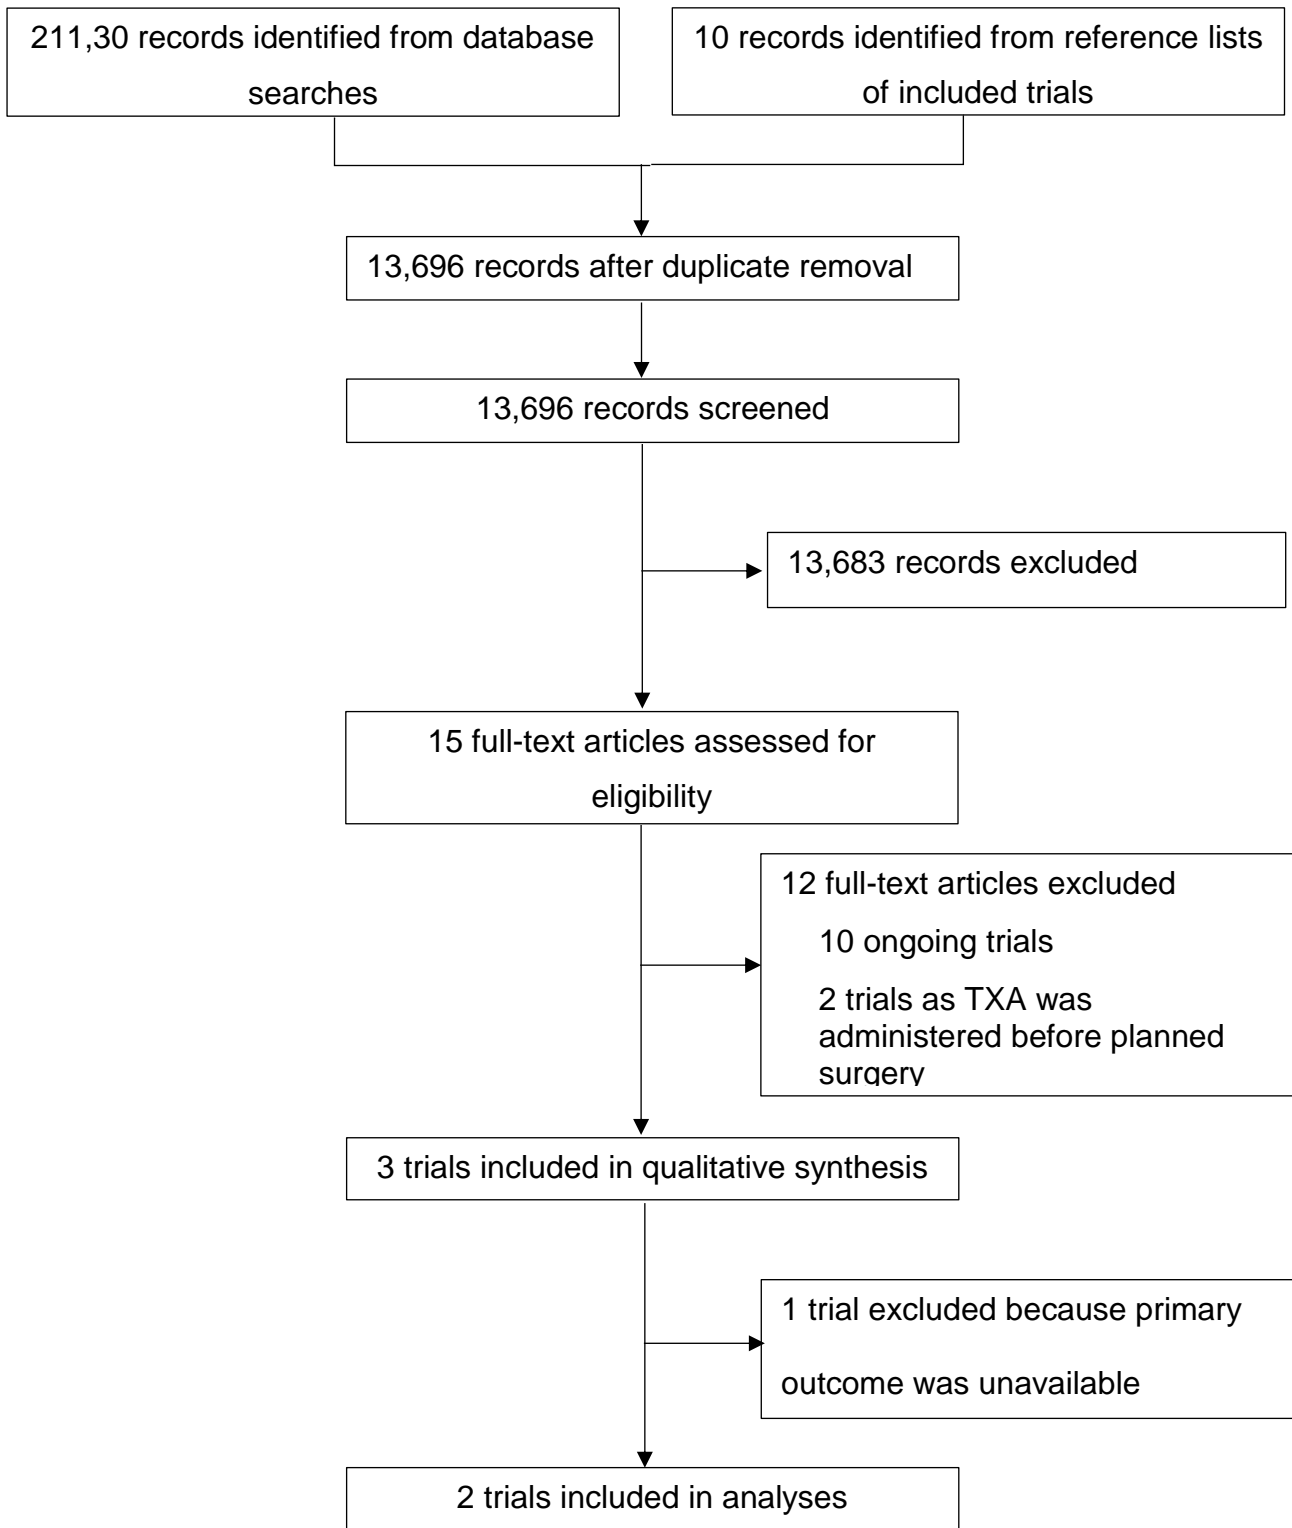 211,30 records identified from database
searches
10 records identified from reference lists
of included trials
13,696 records after duplicate removal
13,696 records screened
13,683 records excluded
15 full-text articles assessed for
eligibility
12 full-text articles excluded
10 ongoing trials
2 trials as TXA was
administered before planned
surgery
3 trials included in qualitative synthesis
1 trial excluded because primary
outcome was unavailable
2 trials included in analyses